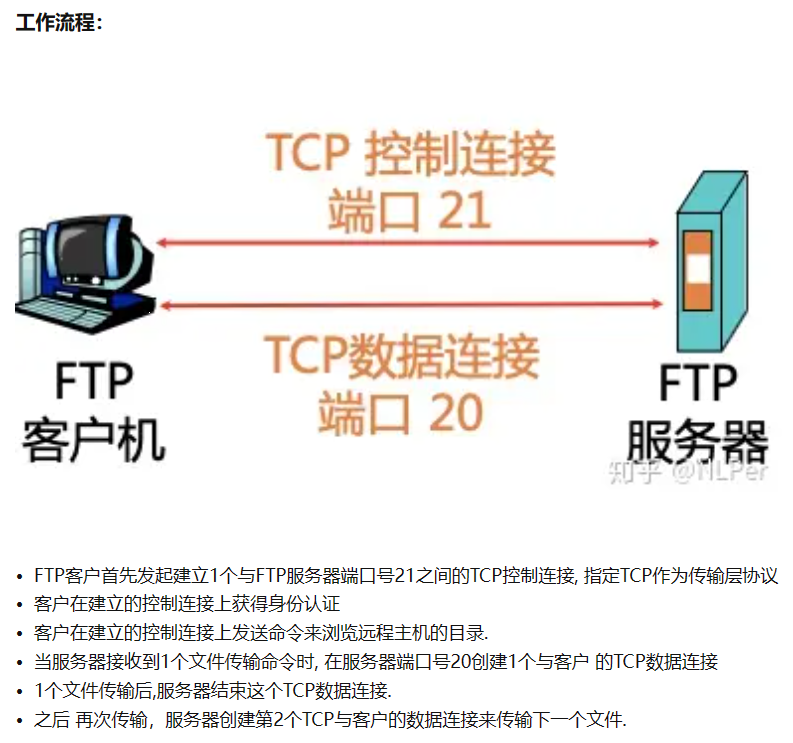 工作流程：
TCP 控制连接
端口 21
TCP数据连接
端口 20
FTP
客户机
FTP
服务器
知乎 @NLPer
• FTP客户首先发起建立1个与FTP服务器端口号21之间的TCP控制连接, 指定TCP作为传输层协议
• 客户在建立的控制连接上获得身份认证
• 客户在建立的控制连接上发送命令来浏览远程主机的目录.
• 当服务器接收到1个文件传输命令时, 在服务器端口号20创建1个与客户 的TCP数据连接
• 1个文件传输后,服务器结束这个TCP数据连接.
• 之后 再次传输，服务器创建第2个TCP与客户的数据连接来传输下一个文件.